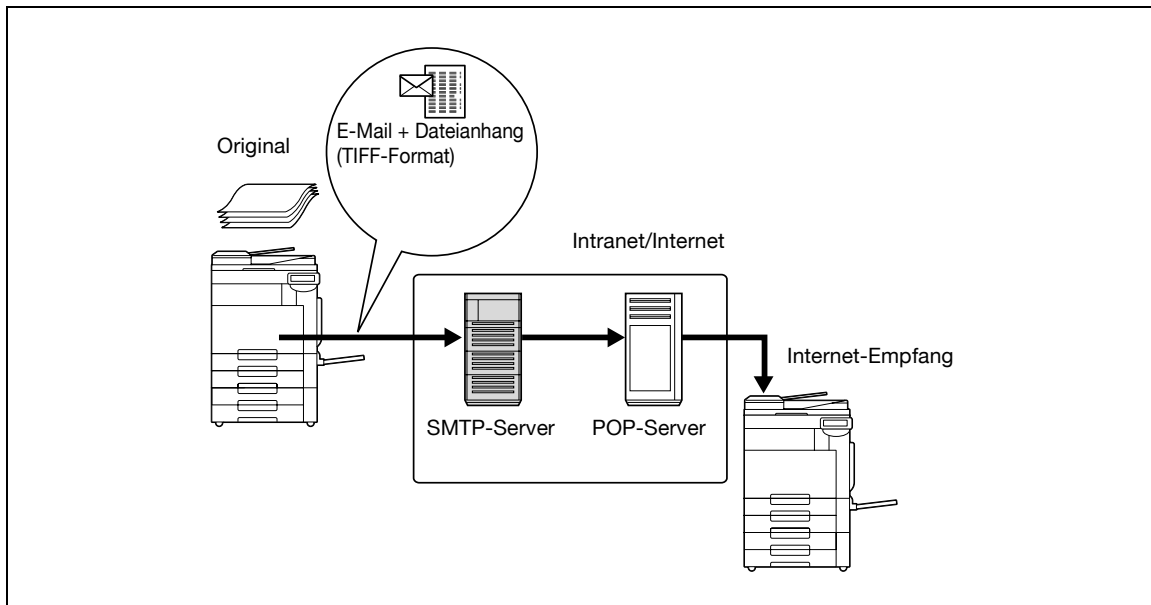 E-Mail + Dateianhang
(TIFF-Format)
Original
Intranet/Internet
Internet-Empfang
SMTP-Server
POP-Server